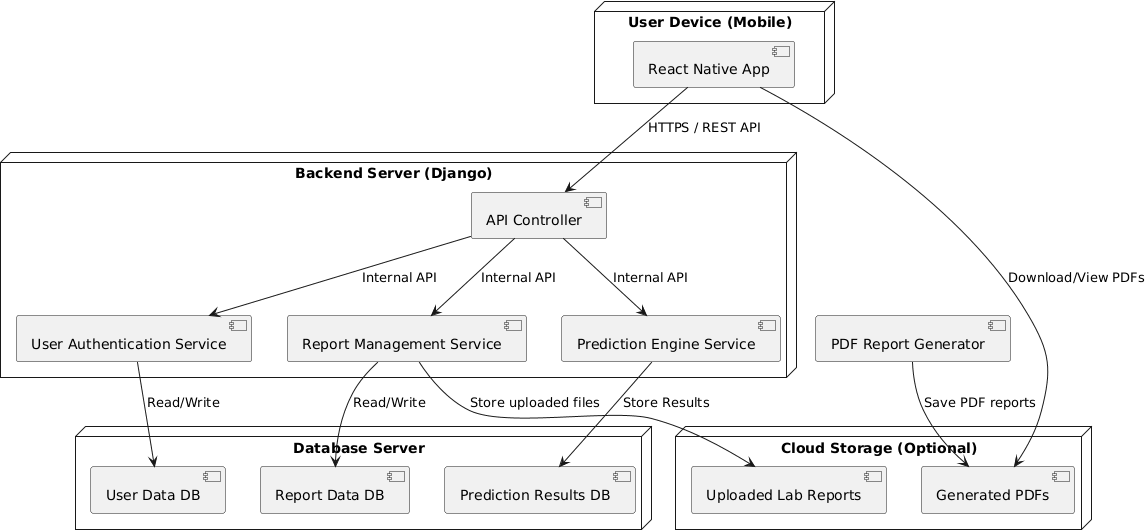 User Device (Mobile)
React Native App
HTTPS / REST API
Backend Server (Django)
API Controller
Internal API
Internal API
Internal API
Download/View PDFs
User Authentication Service
Report Management Service
Prediction Engine Service
PDF Report Generator
Read/Write
Read/Write
Store uploaded files
Store Results
Save PDF reports
Database Server
Cloud Storage (Optional)
User Data DB
Report Data DB
Prediction Results DB
Uploaded Lab Reports
Generated PDFs